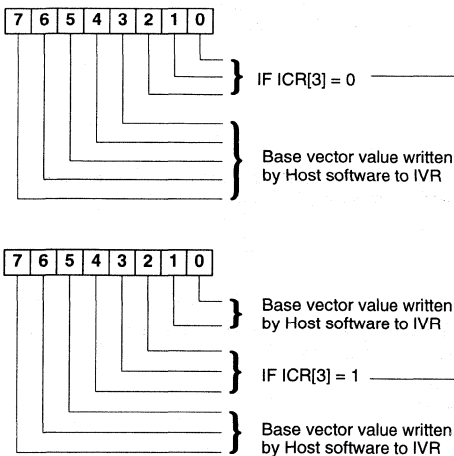 7 6 5 4 3 2 1 0
IF ICR[3] = 0
Base vector value written
by Host software to IVR
7 6 5 4 3 2 1 0
Base vector value written
by Host software to IVR
IF ICR[3] = 1
Base vector value written
by Host software to IVR